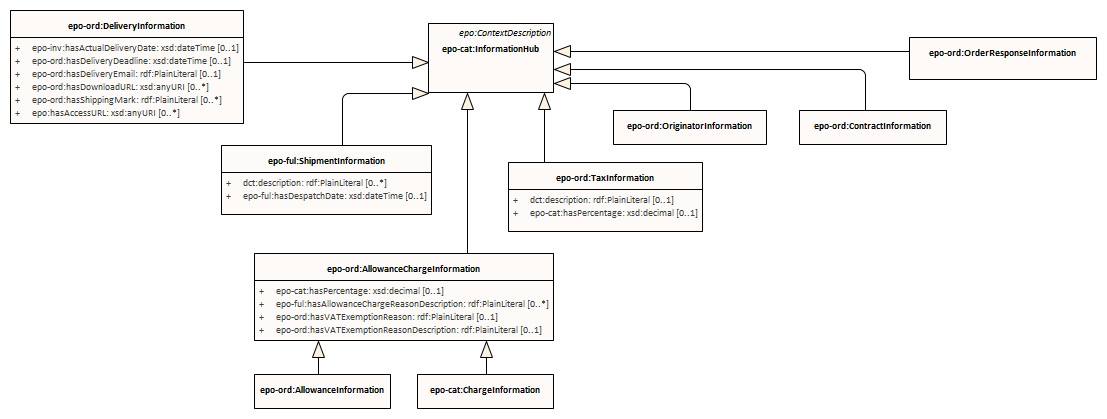 epo-ord:DeliveryInformation
+ epo-inv:hasActualDeliveryDate: xsd:dateTime [0..1]
+ epo-ord:hasDeliveryDeadline: xsd:dateTime [0..1]
+ epo-ord:hasDeliveryEmail: rdf:PlainLiteral [0..1]
+ epo-ord:hasDownloadURL: xsd:anyURI [0..*]
+ epo-ord:hasShippingMark: rdf:PlainLiteral [0..*]
+ epo:hasAccessURL: xsd:anyURI [0..*]
epo:ContextDescription
epo-cat:InformationHub
epo-ord:OrderResponseInformation
epo-ord:OriginatorInformation
epo-ord:ContractInformation
epo-ful:ShipmentInformation
+ dct:description: rdf:PlainLiteral [0..*]
+ epo-ful:hasDespatchDate: xsd:dateTime [0..1]
epo-ord:TaxInformation
+ dct:description: rdf:PlainLiteral [0..1]
+ epo-cat:hasPercentage: xsd:decimal [0..1]
epo-ord:AllowanceChargeInformation
+ epo-cat:hasPercentage: xsd:decimal [0..1]
+ epo-ful:hasAllowanceChargeReasonDescription: rdf:PlainLiteral [0..*]
+ epo-ord:hasVATExemptionReason: rdf:PlainLiteral [0..1]
+ epo-ord:hasVATExemptionReasonDescription: rdf:PlainLiteral [0..1]
epo-ord:AllowanceInformation
epo-cat:ChargeInformation